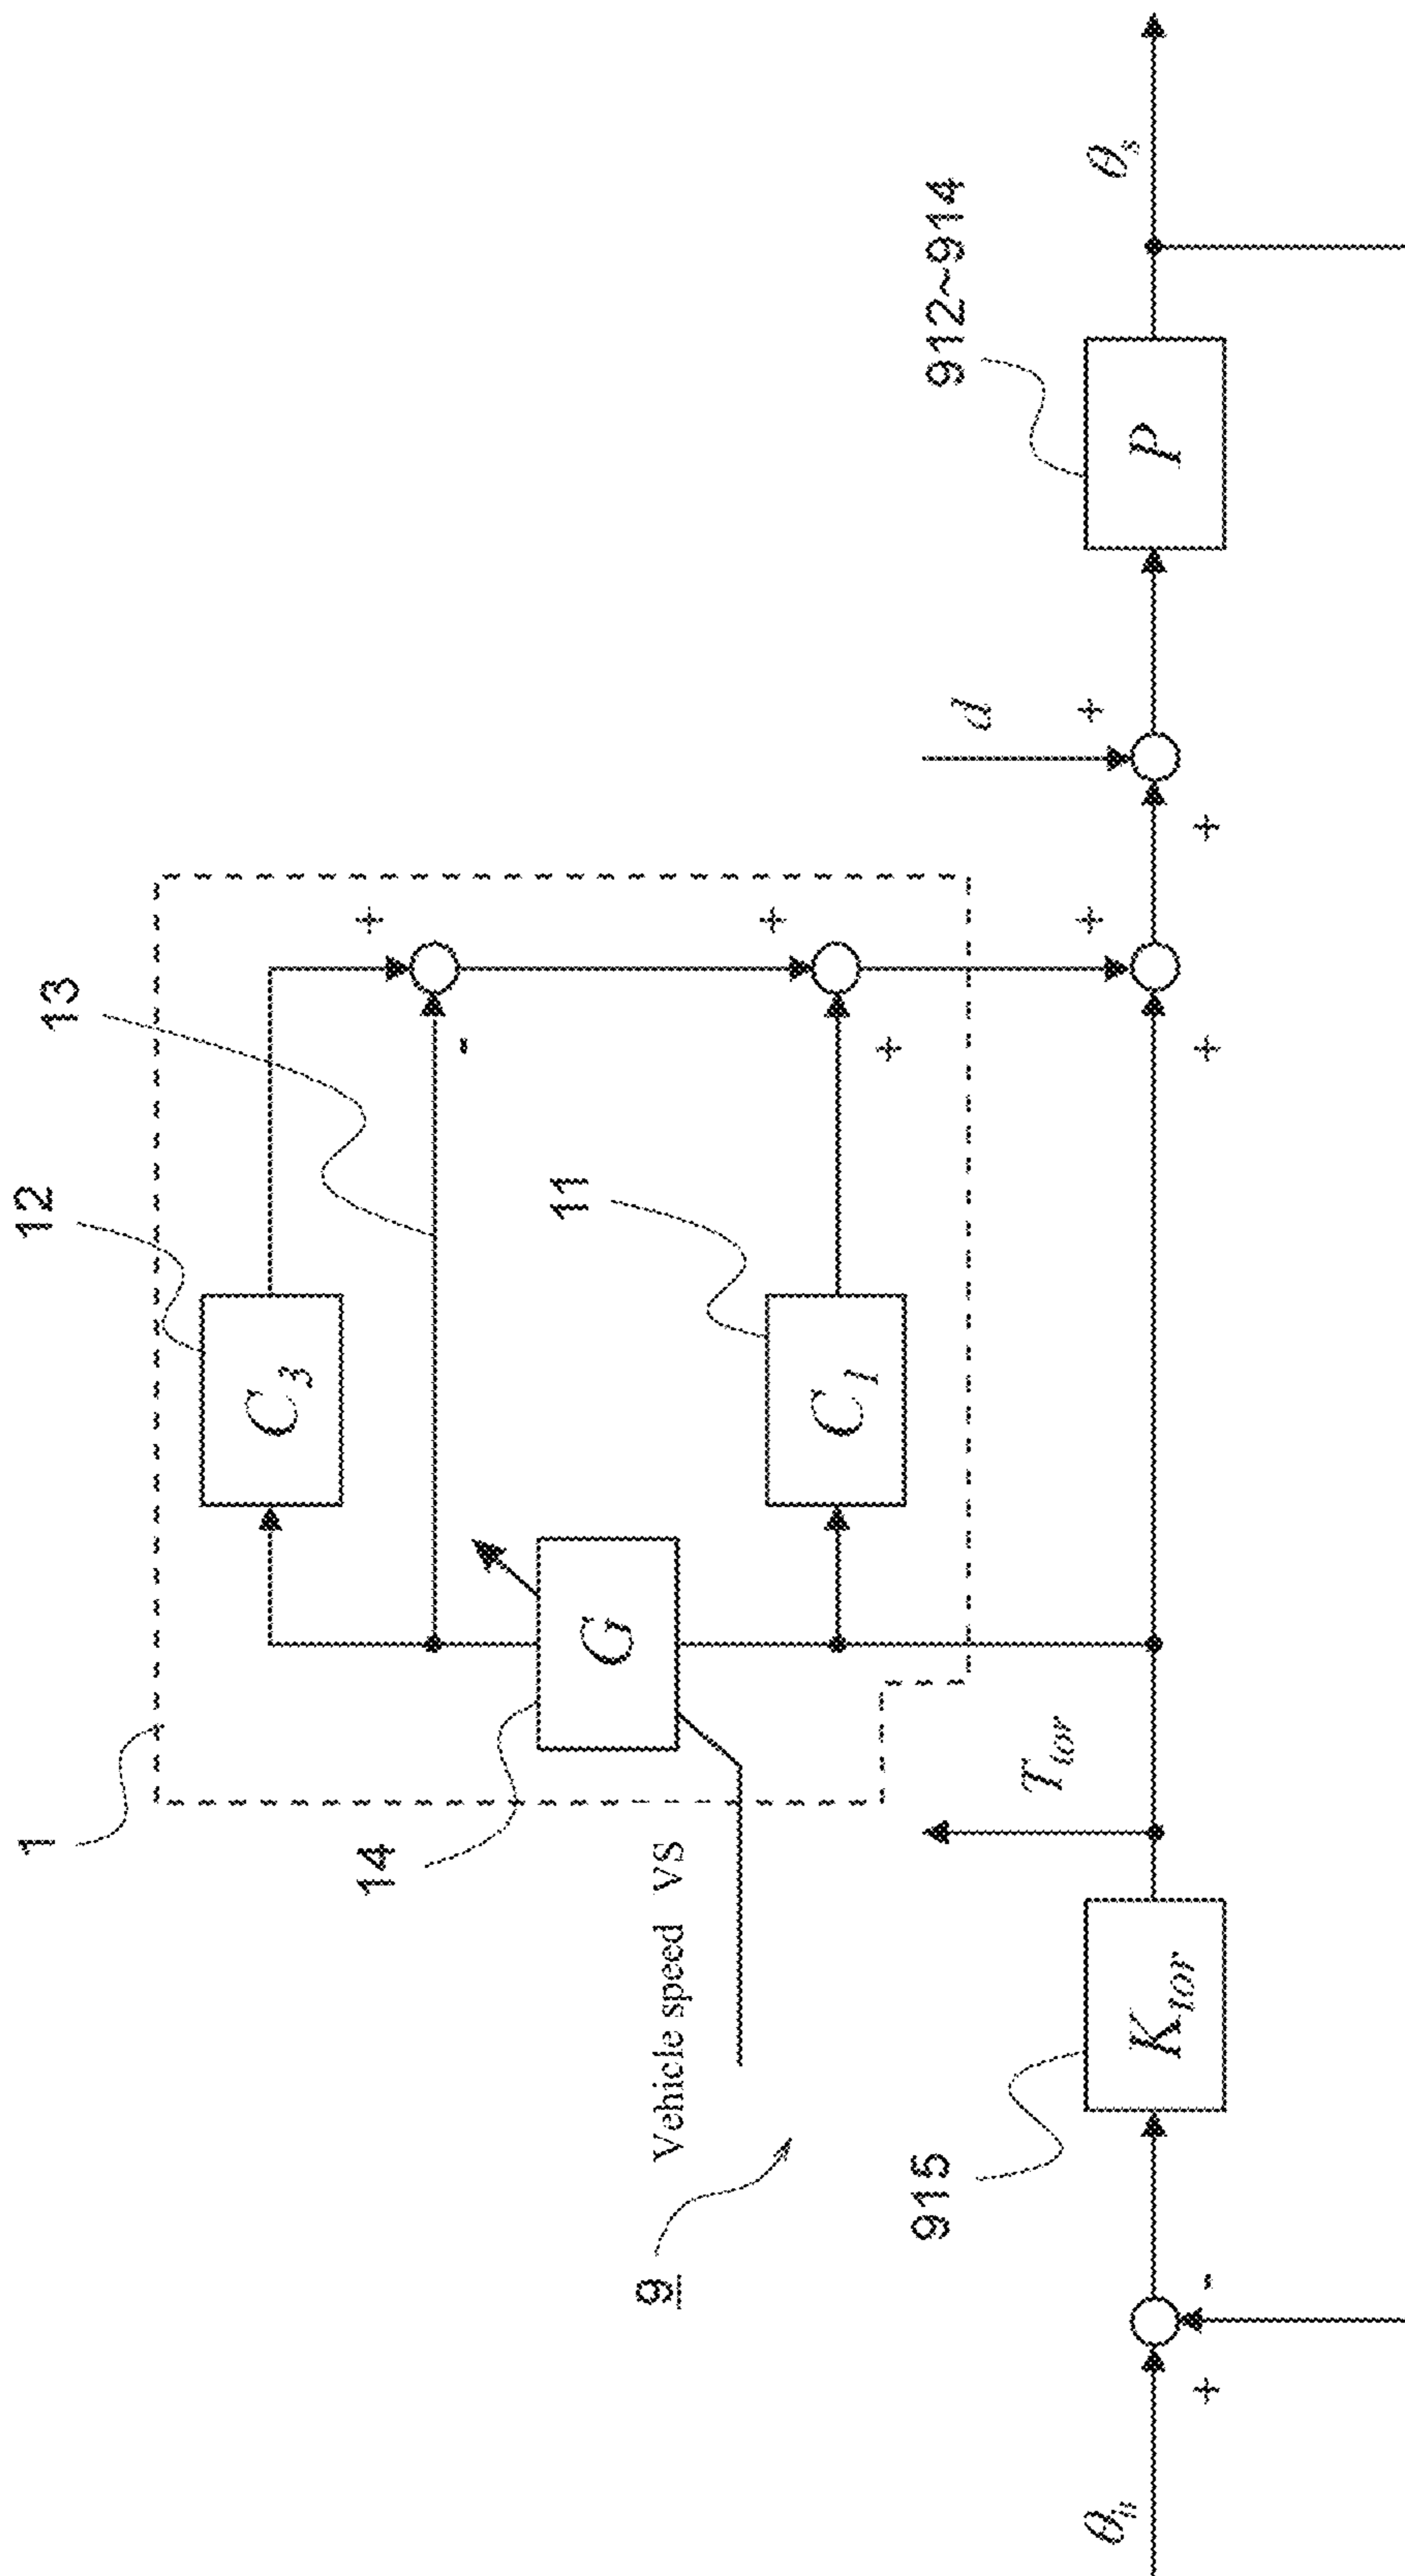 1
12
13
C3
+
-
14
G
11
C1
+
+
Vehicle speed VS
9
Ttor
d
+
+
+
+
912~914
915
Ktor
P
θh
+
-
θs